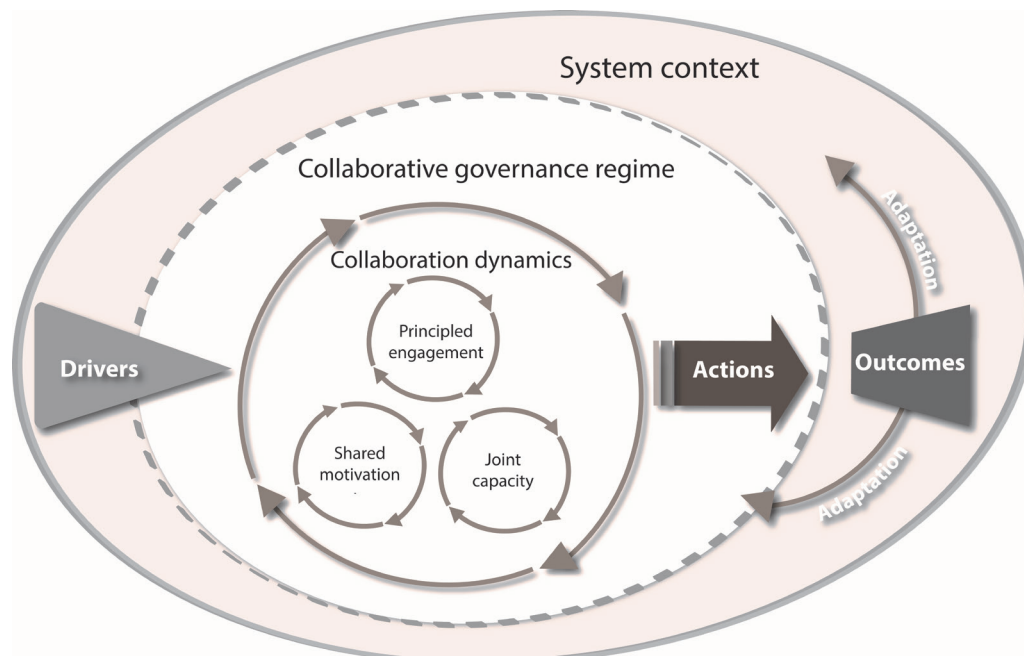 System context
Collaborative governance regime
Collaboration dynamics
Principled
engagement
Shared
motivation
Joint
capacity
Drivers
Actions
Outcomes
Adaptation
Adaptation